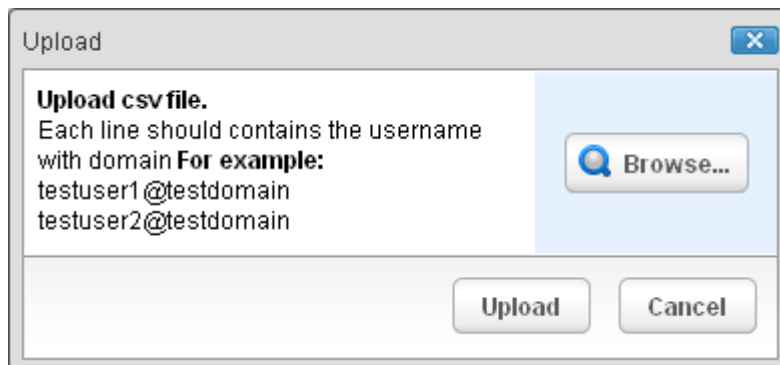 Upload
Upload csv file.
Each line should contains the username
with domain For example:
testuser1@testdomain
testuser2@testdomain
Browse...
Upload
Cancel